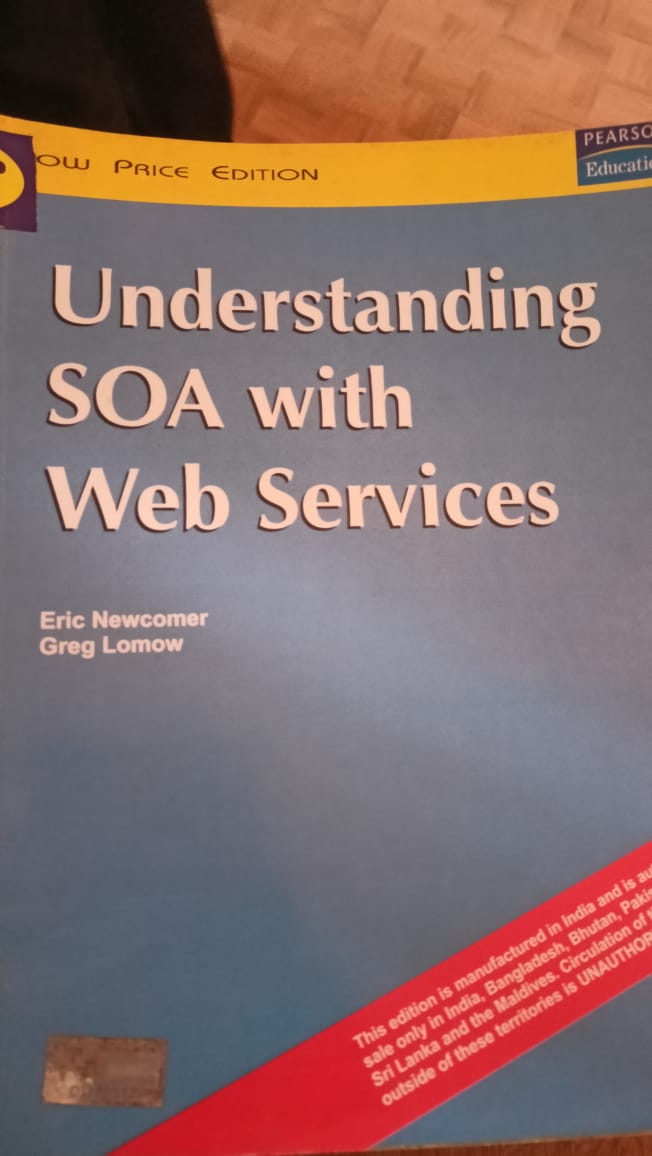 OW PRICE EDITION
PEARSO
Educatio
Understanding
SOA with
Web Services
Eric Newcomer
Greg Lomow
This edition is manufactured in India and is au
sale only in India, Bangladesh, Bhutan, Pakis
Sri Lanka and the Maldives. Circulation of t
outside of these territories is UNAUTHOR